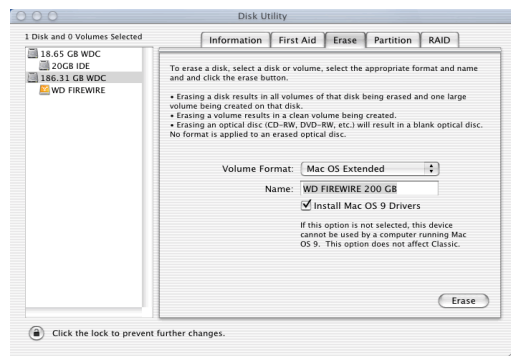 Disk Utility
1 Disk and 0 Volumes Selected
18.65 GB WDC
20GB IDE
186.31 GB WDC
WD FIREWIRE
Information First Aid Erase Partition RAID
To erase a disk, select a disk or volume, select the appropriate format and name
and and click the erase button.
• Erasing a disk results in all volumes of that disk being erased and one large
volume being created on that disk.
• Erasing a volume results in a clean volume being created.
• Erasing an optical disc (CD-RW, DVD-RW, etc.) will result in a blank optical disc.
No format is applied to an erased optical disc.
Volume Format: Mac OS Extended
Name: WD FIREWIRE 200 GB
Install Mac OS 9 Drivers
If this option is not selected, this device
cannot be used by a computer running Mac
OS 9. This option does not affect Classic.
Erase
Click the lock to prevent further changes.